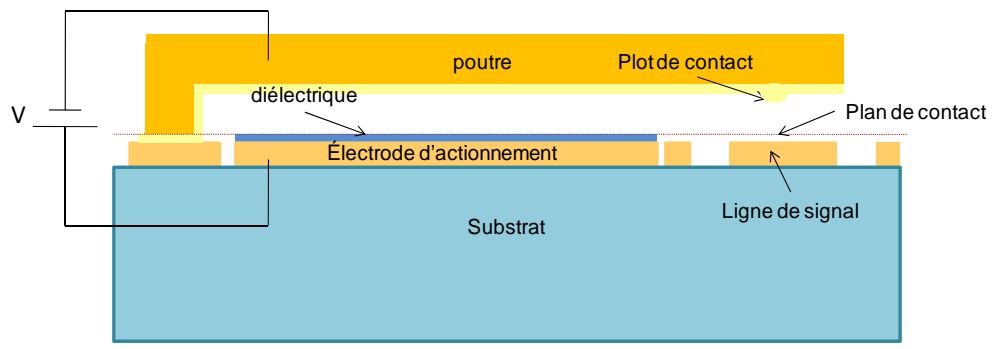 poutre
Plot de contact
diélectrique
V
Plan de contact
Électrode d'actionnement
Ligne de signal
Substrat